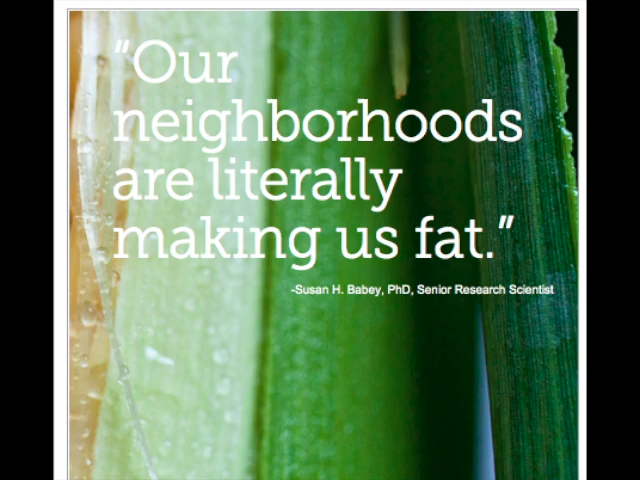 “Our
neighborhoods
are literally
making us fat.”
-Susan H. Babey, PhD, Senior Research Scientist